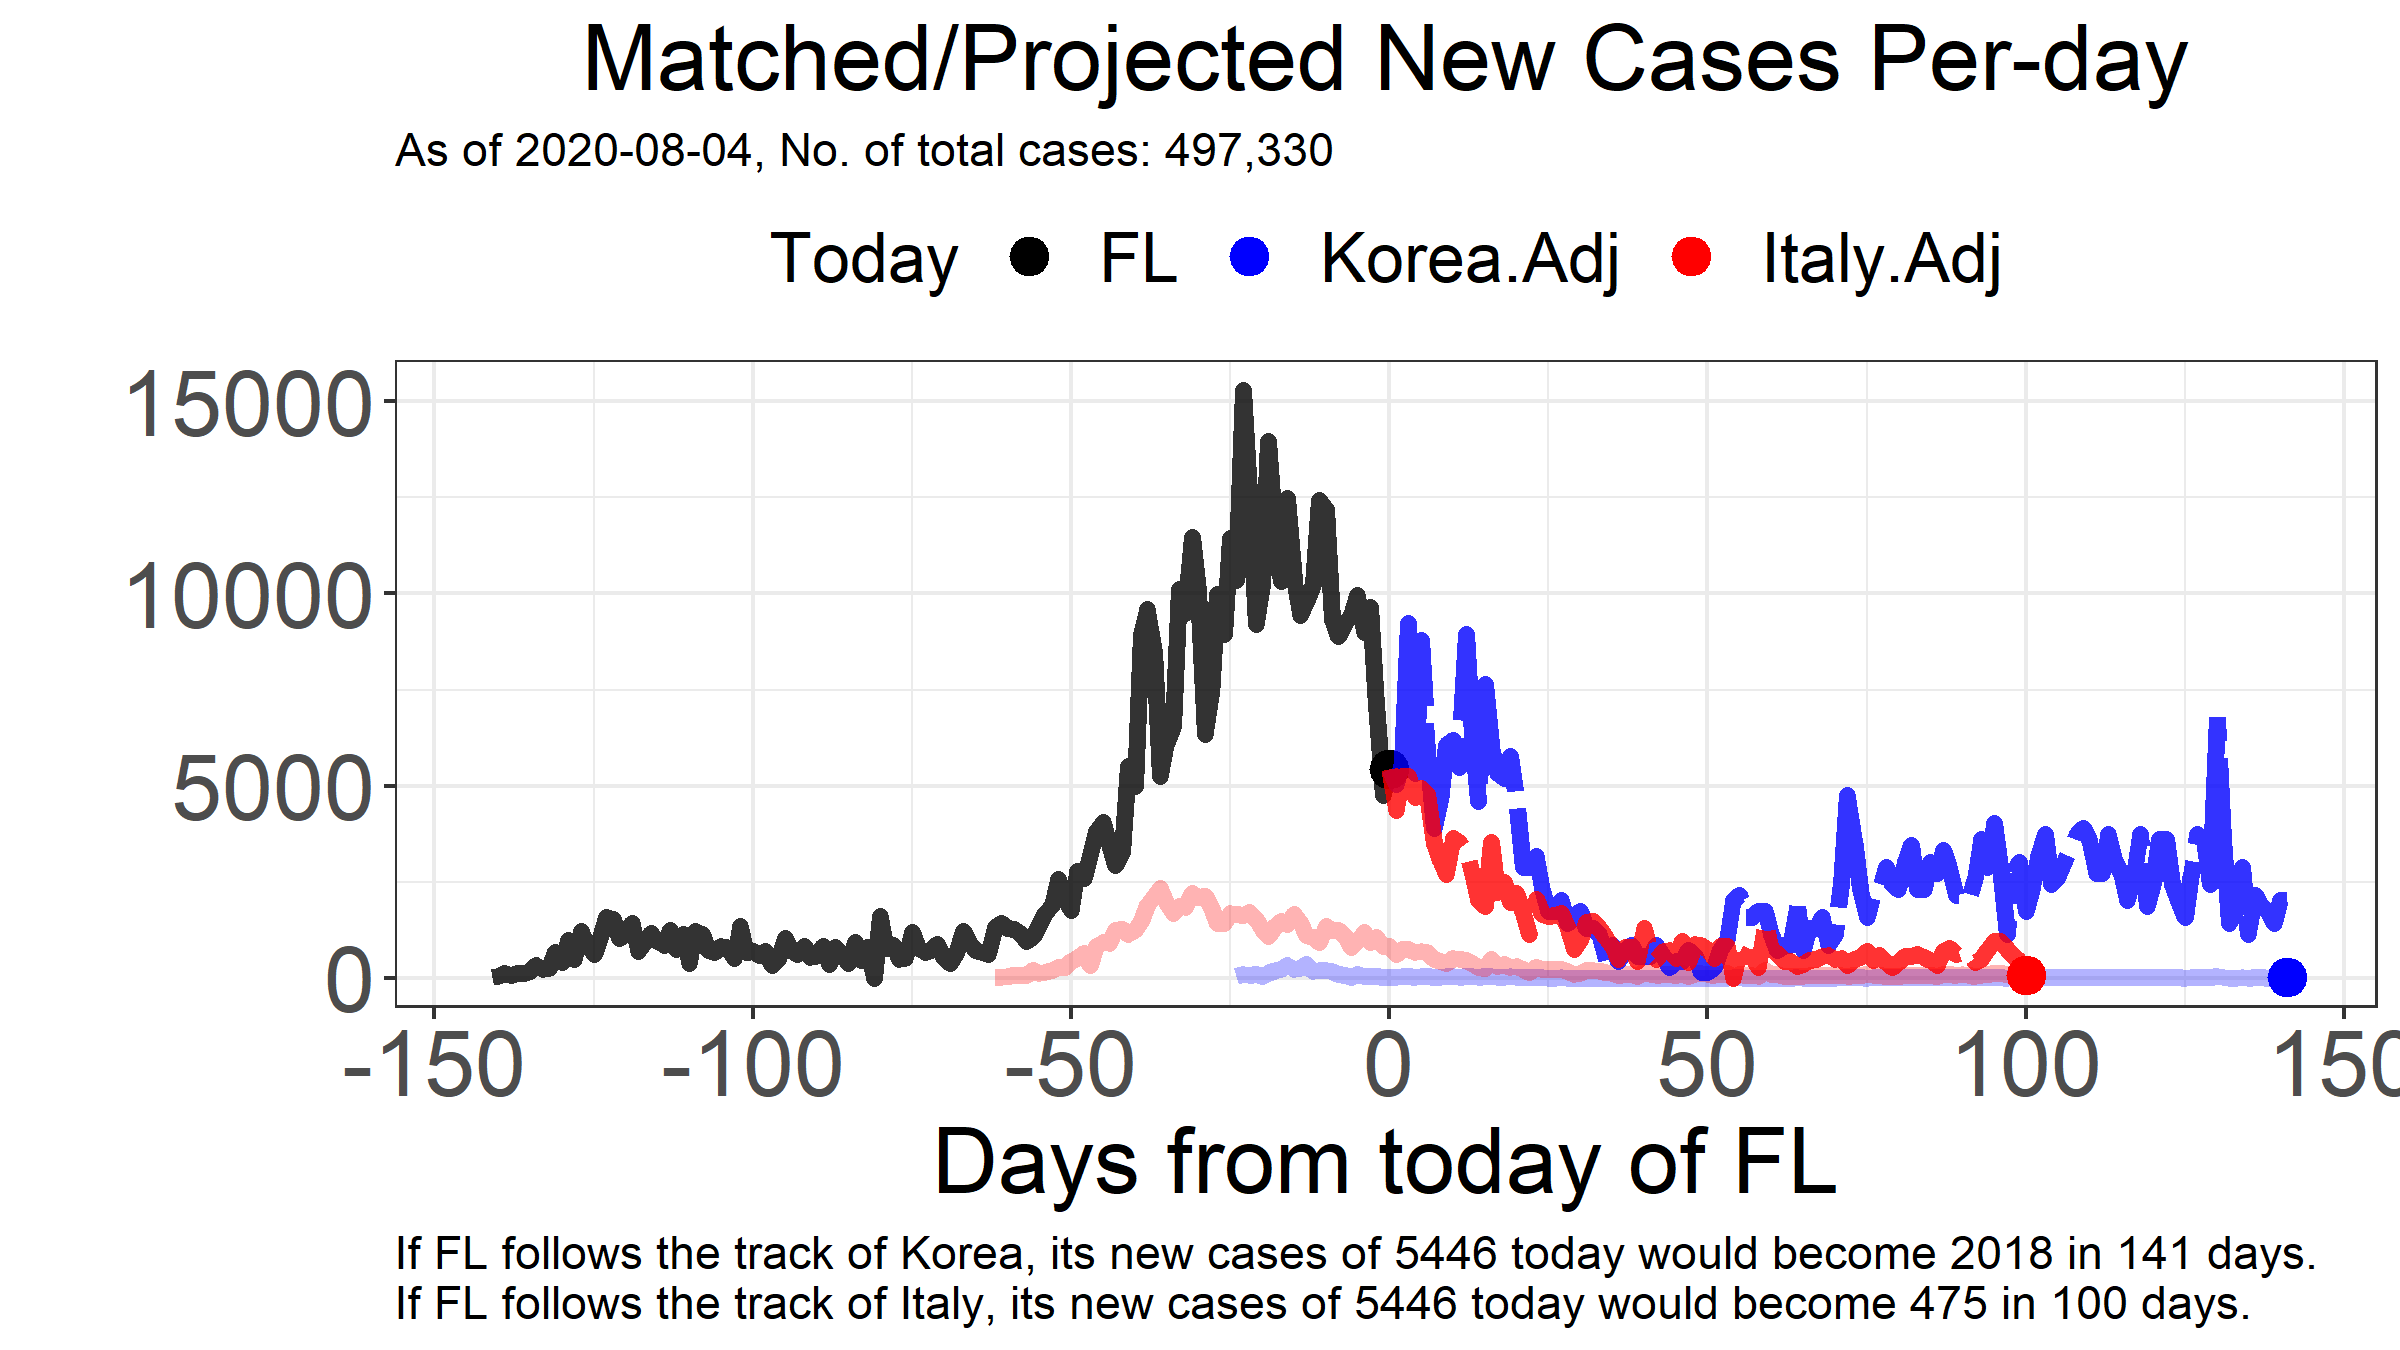 Matched/Projected New Cases Per-day
As of 2020-08-04, No. of total cases: 497,330
Today FL Korea.Adj Italy.Adj
15000
10000
5000
0
-150 -100 -50 0 50 100 150
Days from today of FL
If FL follows the track of Korea, its new cases of 5446 today would become 2018 in 141 days.
If FL follows the track of Italy, its new cases of 5446 today would become 475 in 100 days.